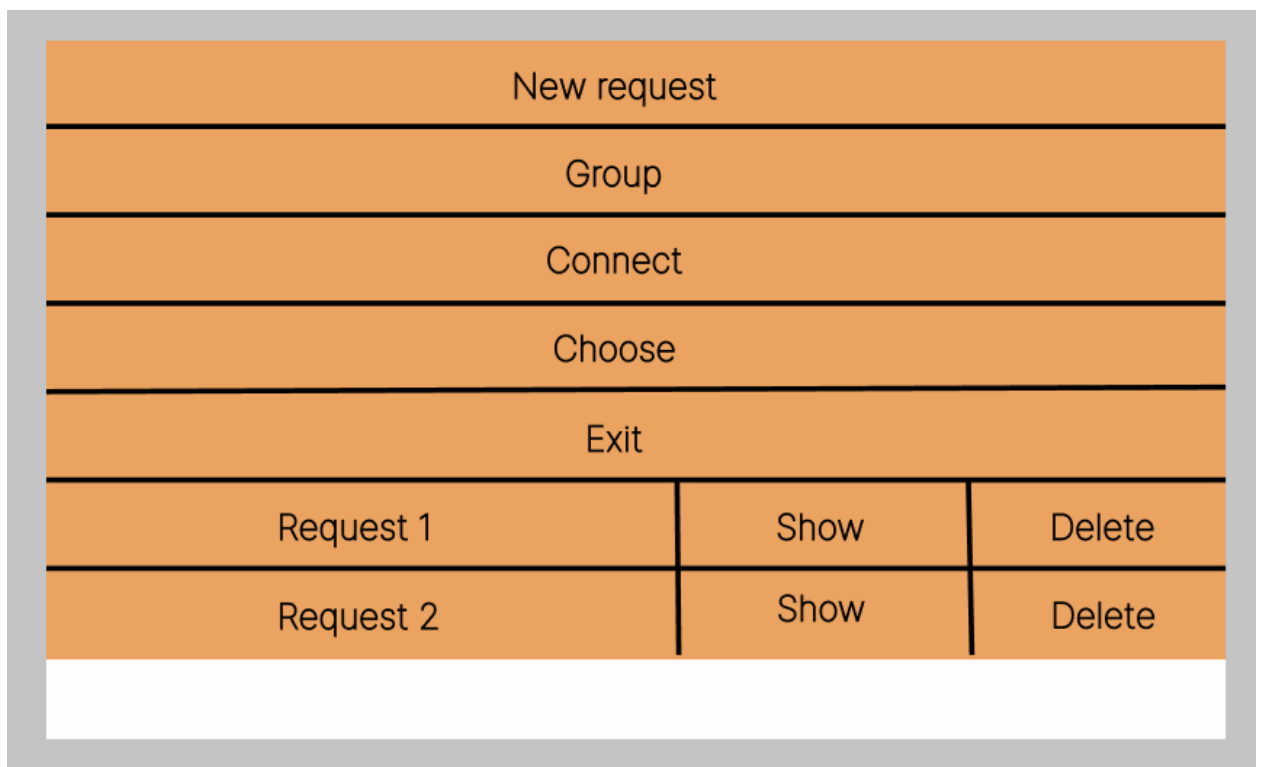 New request
Group
Connect
Choose
Exit
Request 1 Show Delete
Request 2 Show Delete